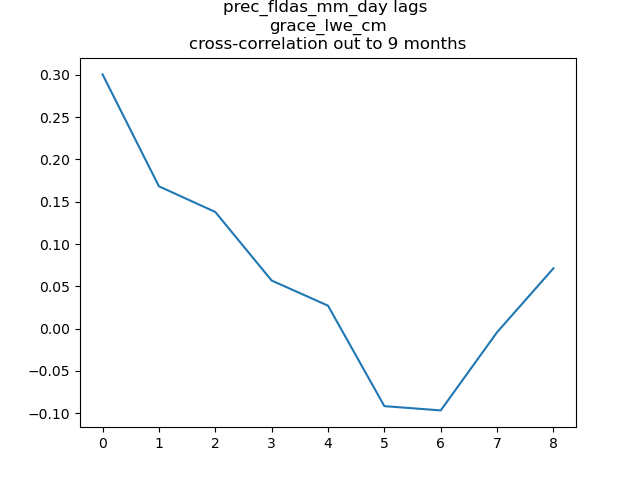 prec_fldas_mm_day lags
grace_lwe_cm
cross-correlation out to 9 months
0.30
0.25
0.20
0.15
0.10
0.05
0.00
−0.05
−0.10
0 1 2 3 4 5 6 7 8